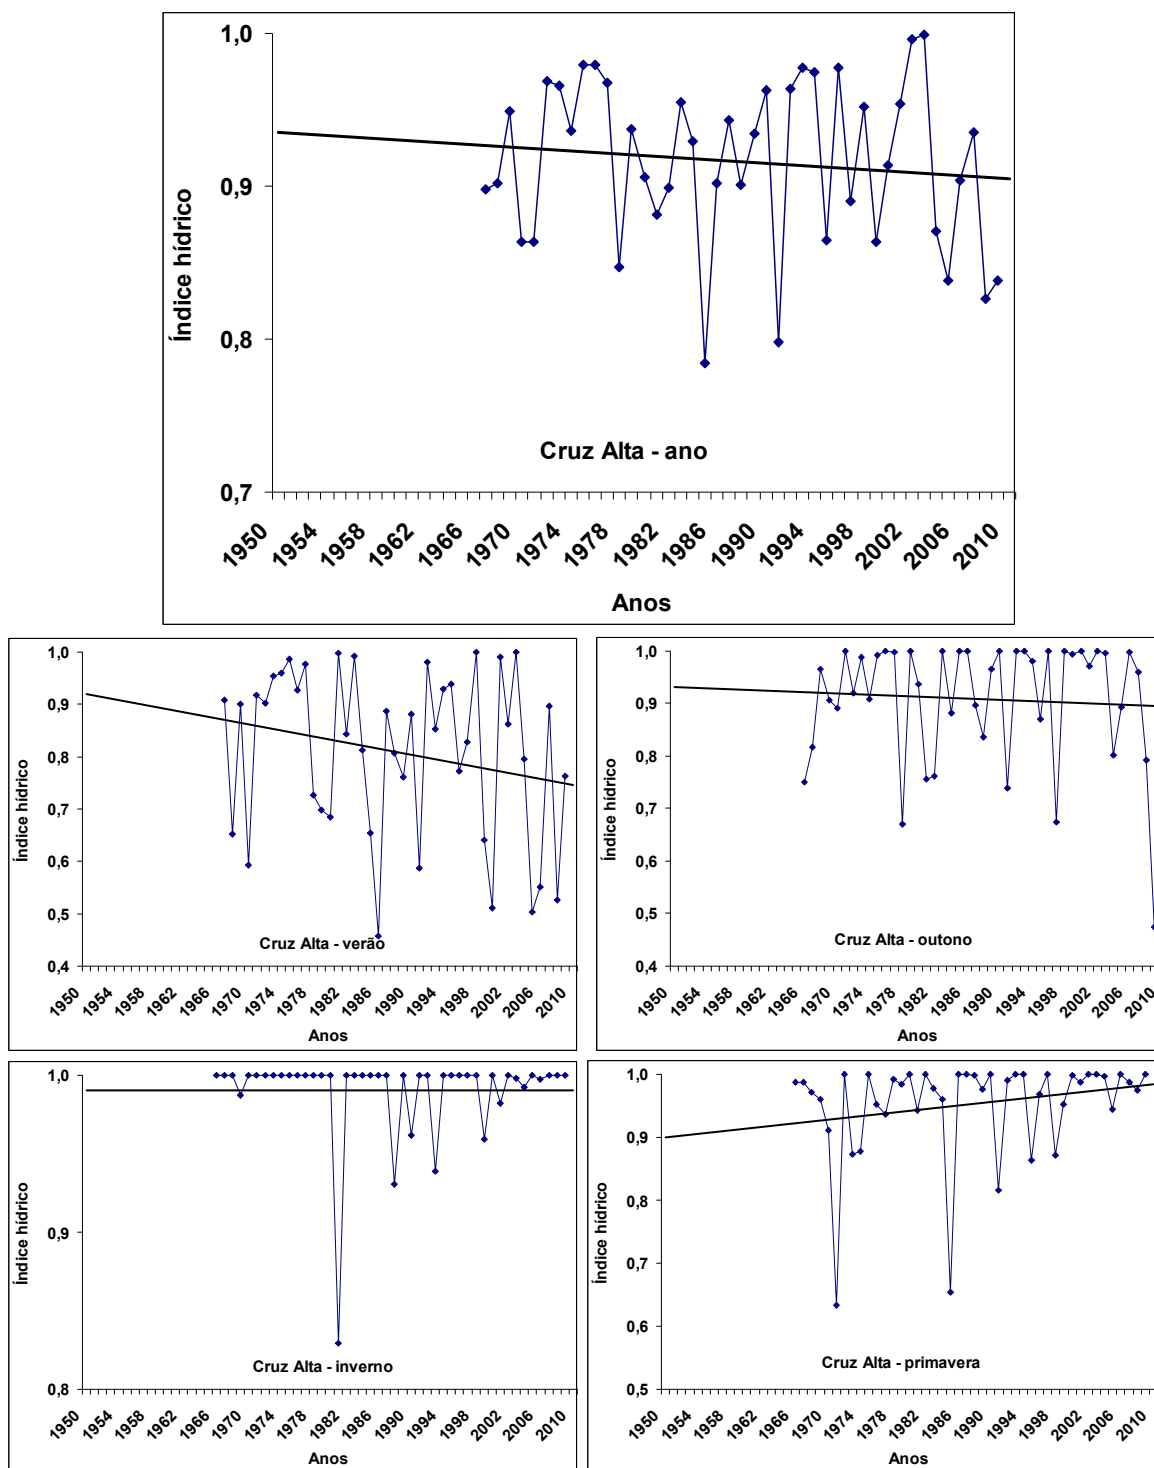 1,0
0,9
0,8
0,7
Índice hídrico
Cruz Alta - ano
1950 1954 1958 1962 1966 1970 1974 1978 1982 1986 1990 1994 1998 2002 2006 2010
Anos
1,0
0,9
0,8
0,7
0,6
0,5
0,4
Índice hídrico
Cruz Alta - verão
1950 1954 1958 1962 1966 1970 1974 1978 1982 1986 1990 1994 1998 2002 2006 2010
Anos
1,0
0,9
0,8
0,7
0,6
0,5
0,4
Índice hídrico
Cruz Alta - outono
1950 1954 1958 1962 1966 1970 1974 1978 1982 1986 1990 1994 1998 2002 2006 2010
Anos
1,0
0,9
0,8
Índice hídrico
Cruz Alta - inverno
1950 1954 1958 1962 1966 1970 1974 1978 1982 1986 1990 1994 1998 2002 2006 2010
Anos
1,0
0,9
0,8
0,7
0,6
0,5
Índice hídrico
Cruz Alta - primavera
1950 1954 1958 1962 1966 1970 1974 1978 1982 1986 1990 1994 1998 2002 2006 2010
Anos